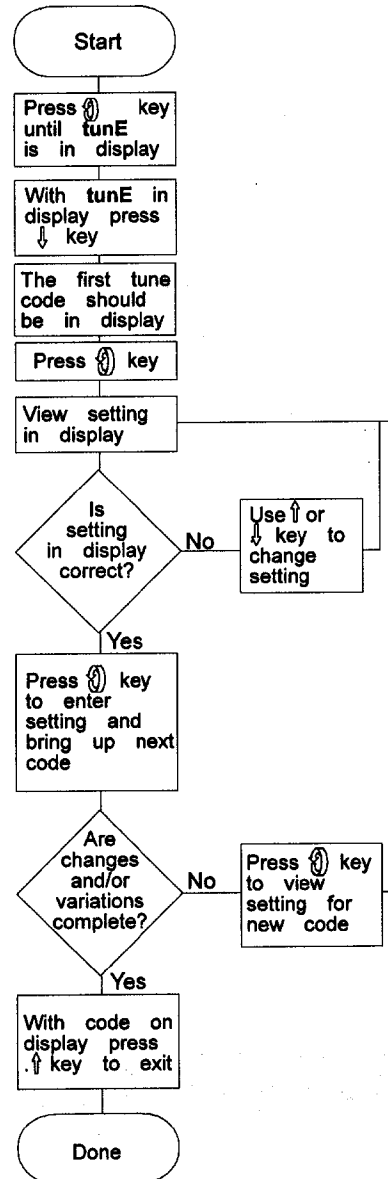 Start
Press key
until tunE
is in display
With tunE in
display press
⇩ key
The first tune
code should
be in display
Press key
View setting
in display
Is
setting
in display
correct?
No
Use ⇧ or
⇩ key to
change
setting
Yes
Press key
to enter
setting and
bring up next
code
Are
changes
and/or
variations
complete?
No
Press key
to view
setting for
new code
Yes
With code on
display press
.⇧ key to exit
Done